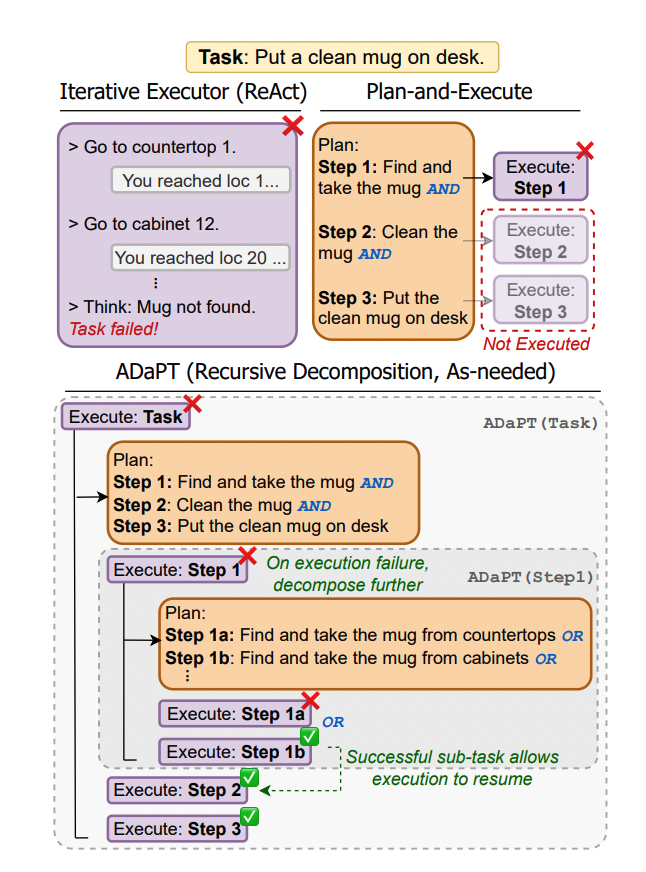 Task: Put a clean mug on desk.
Iterative Executor (ReAct)
> Go to countertop 1.
You reached loc 1...
> Go to cabinet 12.
You reached loc 20 ...
⋮
> Think: Mug not found.
Task failed!
Plan-and-Execute
Plan:
Step 1: Find and
take the mug AND
Step 2: Clean the
mug AND
Step 3: Put the
clean mug on desk
Execute:
Step 1
Execute:
Step 2
Execute:
Step 3
Not Executed
ADaPT (Recursive Decomposition, As-needed)
Execute: Task
ADaPT(Task)
Plan:
Step 1: Find and take the mug AND
Step 2: Clean the mug AND
Step 3: Put the clean mug on desk
Execute: Step 1
On execution failure,
decompose further
ADaPT(Step1)
Plan:
Step 1a: Find and take the mug from countertops OR
Step 1b: Find and take the mug from cabinets OR
⋮
Execute: Step 1a
OR
Execute: Step 1b
Successful sub-task allows
execution to resume
Execute: Step 2
Execute: Step 3